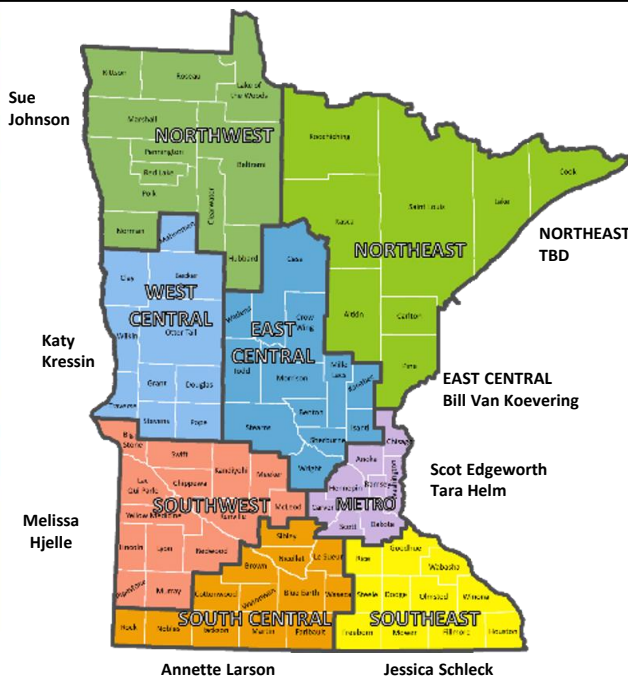 Sue
Johnson
Kittson
Roseau
Lake of
the Woods
Marshall
NORTHWEST
Pennington
Red Lake
Beltrami
Polk
Clearwater
Norman
Hubbard
Koochiching
Cook
Lake
Saint Louis
Itasca
NORTHEAST
Aitkin
Carlton
Pine
NORTHEAST
TBD
Mahnomen
Clay
Becker
WEST
CENTRAL
Otter Tail
Wilkin
Grant
Douglas
Traverse
Stevens
Pope
Katy
Kressin
Cass
Wadena
Crow
Wing
EAST
CENTRAL
Todd
Morrison
Mille
Lacs
Kanabec
Benton
Isanti
Stearns
Sherburne
Wright
EAST CENTRAL
Bill Van Koevering
Chisago
Anoka
Washington
Hennepin
Ramsey
METRO
Carver
Scott
Dakota
Scot Edgeworth
Tara Helm
Melissa
Hjelle
Big
Stone
Swift
Kandiyohi
Meeker
Lac
Qui Parle
Chippewa
McLeod
SOUTHWEST
Yellow Medicine
Renville
Lincoln
Lyon
Redwood
Pipestone
Murray
Sibley
Nicollet
Le Sueur
Brown
Cottonwood
Watonwan
Blue Earth
Waseca
SOUTH CENTRAL
Rock
Nobles
Jackson
Martin
Faribault
Rice
Goodhue
Wabasha
Steele
Dodge
Olmsted
Winona
SOUTHEAST
Freeborn
Mower
Fillmore
Houston
Annette Larson
Jessica Schleck